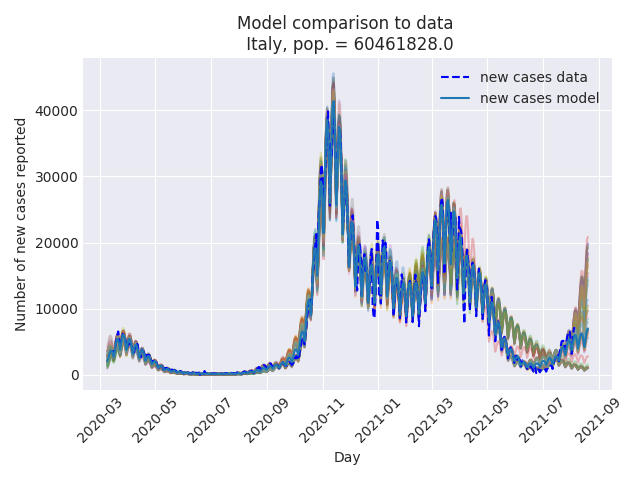 Model comparison to data
Italy, pop. = 60461828.0
new cases data
new cases model
Number of new cases reported
40000
30000
20000
10000
0
2020-03
2020-05
2020-07
2020-09
2020-11
2021-01
2021-03
2021-05
2021-07
2021-09
Day